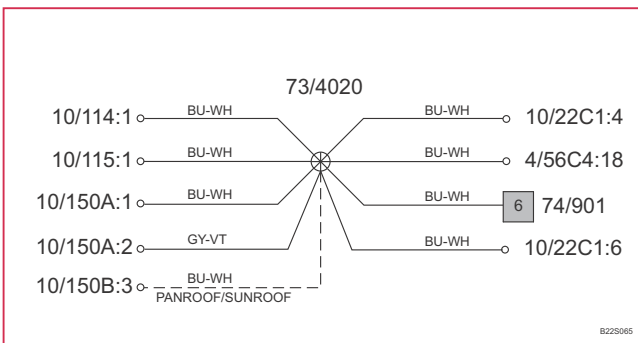 73/4020
10/114:1 BU-WH BU-WH 10/22C1:4
10/115:1 BU-WH BU-WH 4/56C4:18
10/150A:1 BU-WH BU-WH 6 74/901
10/150A:2 GY-VT BU-WH 10/22C1:6
10/150B:3 BU-WH
PANROOF/SUNROOF
B22S065